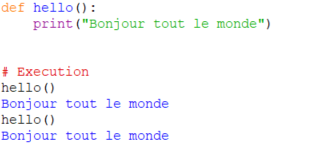 def hello():
    print("Bonjour tout le monde")
# Execution
hello()
Bonjour tout le monde
hello()
Bonjour tout le monde